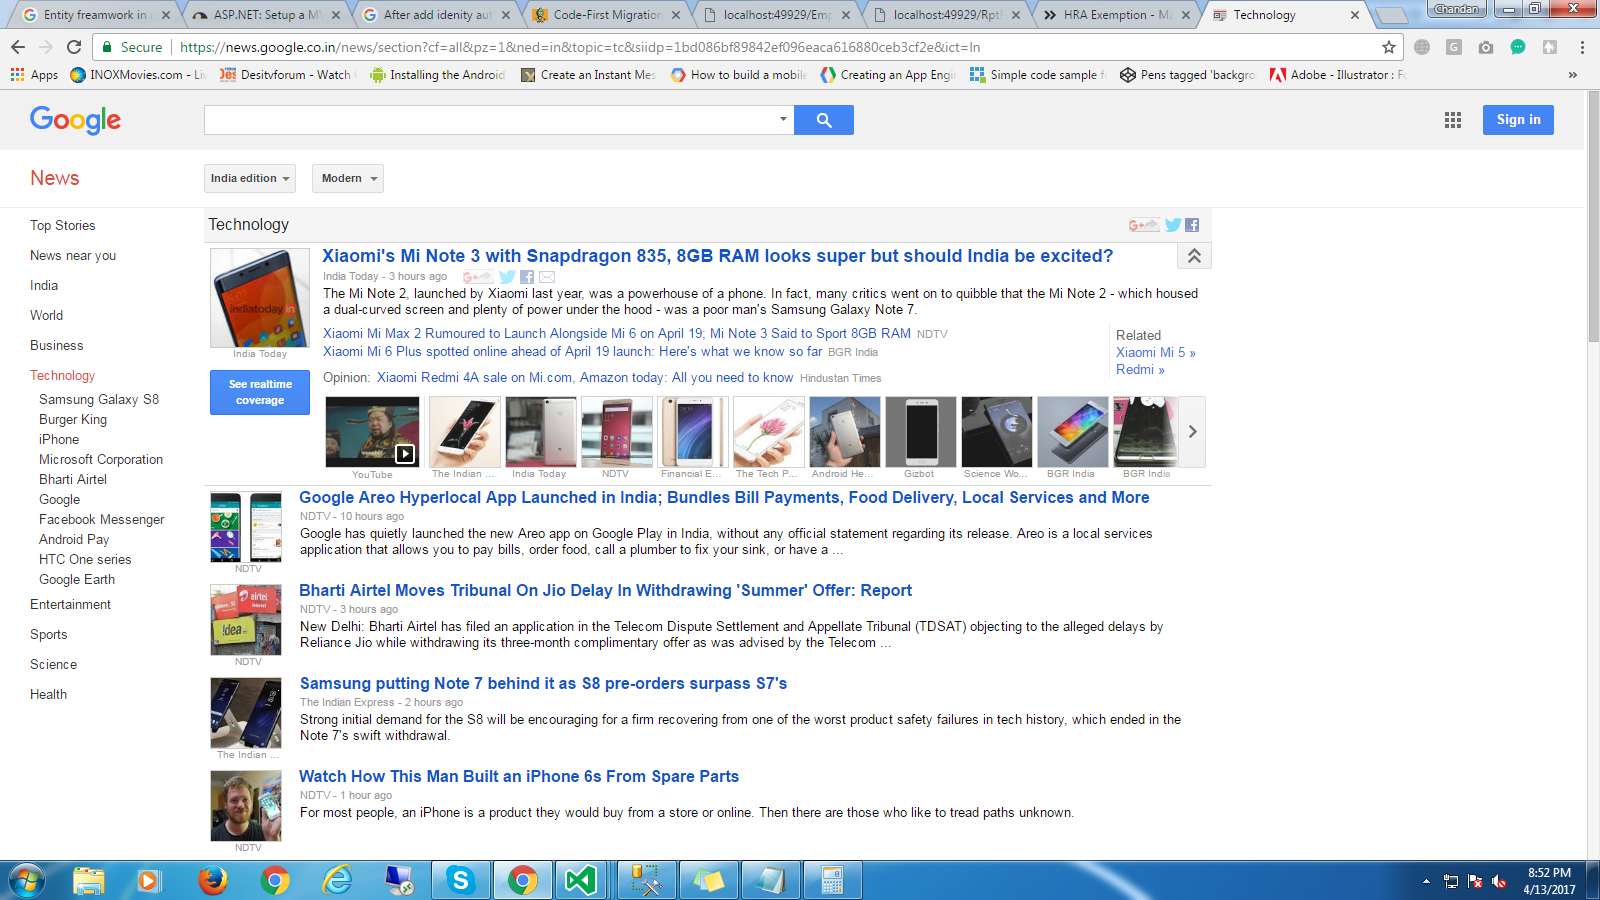 Entity freamwork in
ASP.NET: Setup a M
After add idenity aut
Code-First Migration
localhost:49929/Emp
localhost:49929/Rpt
HRA Exemption - Ma
Technology
Chandan
Secure
https://news.google.co.in/news/section?cf=all&pz=1&ned=in&topic=tc&siidp=1bd086bf89842ef096eaca616880ceb3cf2e&ict=ln
Apps
INOXMovies.com - Liv
Desitvforum - Watch
Installing the Android
Create an Instant Mes
How to build a mobile
Creating an App Engi
Simple code sample f
Pens tagged 'backgro
Adobe - Illustrator : Fo
Google
Sign in
News
India edition
Modern
Top Stories
News near you
India
World
Business
Technology
Samsung Galaxy S8
Burger King
iPhone
Microsoft Corporation
Bharti Airtel
Google
Facebook Messenger
Android Pay
HTC One series
Google Earth
Entertainment
Sports
Science
Health
Technology
Xiaomi's Mi Note 3 with Snapdragon 835, 8GB RAM looks super but should India be excited?
India Today - 3 hours ago
The Mi Note 2, launched by Xiaomi last year, was a powerhouse of a phone. In fact, many critics went on to quibble that the Mi Note 2 - which housed
a dual-curved screen and plenty of power under the hood - was a poor man's Samsung Galaxy Note 7.
India Today
Xiaomi Mi Max 2 Rumoured to Launch Alongside Mi 6 on April 19; Mi Note 3 Said to Sport 8GB RAM NDTV
Xiaomi Mi 6 Plus spotted online ahead of April 19 launch: Here's what we know so far BGR India
Related
Xiaomi Mi 5 »
Redmi »
See realtime
coverage
Opinion: Xiaomi Redmi 4A sale on Mi.com, Amazon today: All you need to know Hindustan Times
YouTube
The Indian ...
India Today
NDTV
Financial E...
The Tech P...
Android He...
Gizbot
Science Wo...
BGR India
BGR India
Google Areo Hyperlocal App Launched in India; Bundles Bill Payments, Food Delivery, Local Services and More
NDTV - 10 hours ago
Google has quietly launched the new Areo app on Google Play in India, without any official statement regarding its release. Areo is a local services
application that allows you to pay bills, order food, call a plumber to fix your sink, or have a ...
NDTV
Bharti Airtel Moves Tribunal On Jio Delay In Withdrawing 'Summer' Offer: Report
NDTV - 3 hours ago
New Delhi: Bharti Airtel has filed an application in the Telecom Dispute Settlement and Appellate Tribunal (TDSAT) objecting to the alleged delays by
Reliance Jio while withdrawing its three-month complimentary offer as was advised by the Telecom ...
airtel
!dea
NDTV
Samsung putting Note 7 behind it as S8 pre-orders surpass S7's
The Indian Express - 2 hours ago
Strong initial demand for the S8 will be encouraging for a firm recovering from one of the worst product safety failures in tech history, which ended in the
Note 7's swift withdrawal.
The Indian ...
Watch How This Man Built an iPhone 6s From Spare Parts
NDTV - 1 hour ago
For most people, an iPhone is a product they would buy from a store or online. Then there are those who like to tread paths unknown.
NDTV
8:52 PM
4/13/2017